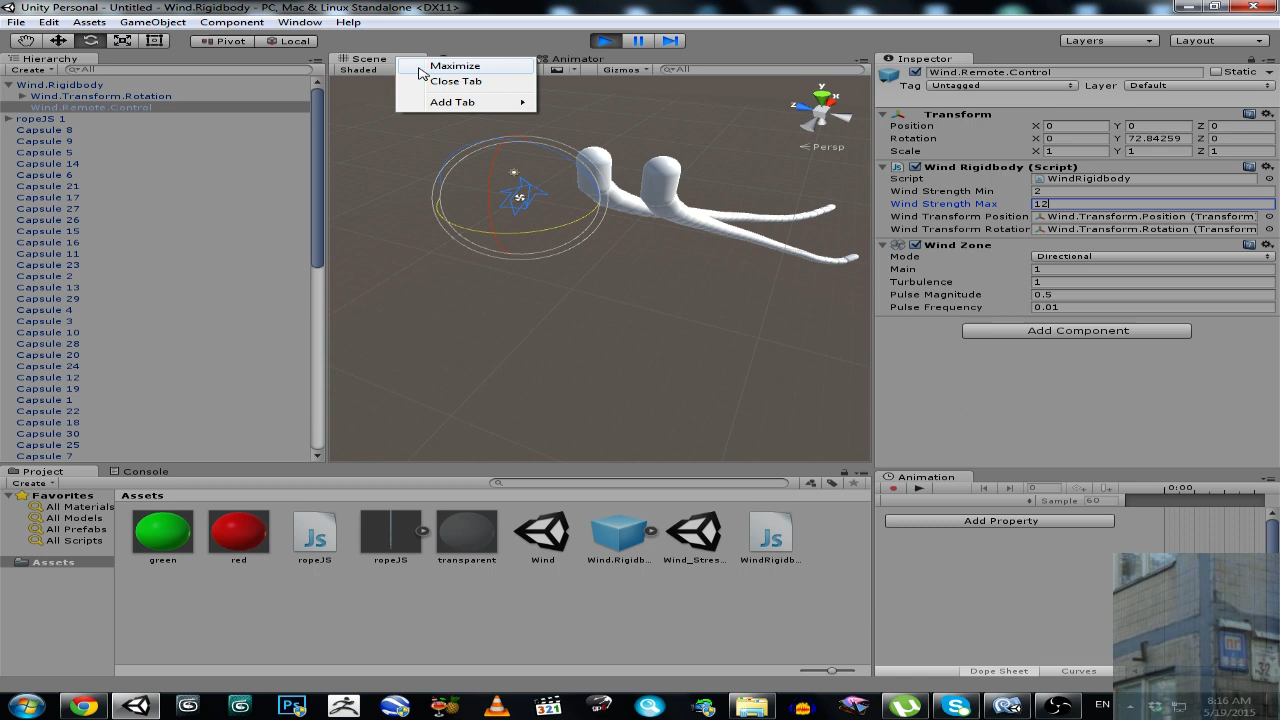 Unity Personal - Untitled - Wind.Rigidbody - PC, Mac & Linux Standalone <DX11>
File Edit Assets GameObject Component Window Help
Pivot Local
Layers Layout
Hierarchy
Create All
Wind.Rigidbody
Wind.Transform.Rotation
Wind.Remote.Control
ropeJS 1
Capsule 8
Capsule 9
Capsule 5
Capsule 14
Capsule 6
Capsule 21
Capsule 17
Capsule 27
Capsule 26
Capsule 15
Capsule 16
Capsule 11
Capsule 23
Capsule 2
Capsule 13
Capsule 29
Capsule 4
Capsule 3
Capsule 10
Capsule 28
Capsule 20
Capsule 24
Capsule 12
Capsule 19
Capsule 1
Capsule 22
Capsule 18
Capsule 30
Capsule 25
Capsule 7
Scene Animator
Shaded Gizmos All
Maximize
Close Tab
Add Tab
y
x
z
Persp
Inspector
Wind.Remote.Control Static
Tag Untagged Layer Default
Transform
Position X 0 Y 0 Z 0
Rotation X 0 Y 72.84259 Z 0
Scale X 1 Y 1 Z 1
Wind Rigidbody (Script)
Script WindRigidbody
Wind Strength Min 2
Wind Strength Max 12
Wind Transform Position Wind.Transform.Position (Transform
Wind Transform Rotation Wind.Transform.Rotation (Transform
Wind Zone
Mode Directional
Main 1
Turbulence 1
Pulse Magnitude 0.5
Pulse Frequency 0.01
Add Component
Project Console
Create
Favorites
All Materials
All Models
All Prefabs
All Scripts
Assets
Assets
green red ropeJS ropeJS transparent Wind Wind.Rigidb... Wind_Stres... WindRigidb...
Animation
0 0:00
Sample 60
Add Property
Dope Sheet Curves
321
EN
8:16 AM
5/19/2015